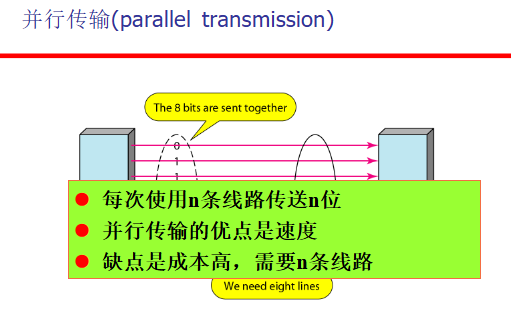 并行传输(parallel transmission)
The 8 bits are sent together
0
1
1
每次使用n条线路传送n位
并行传输的优点是速度
缺点是成本高，需要n条线路
We need eight lines